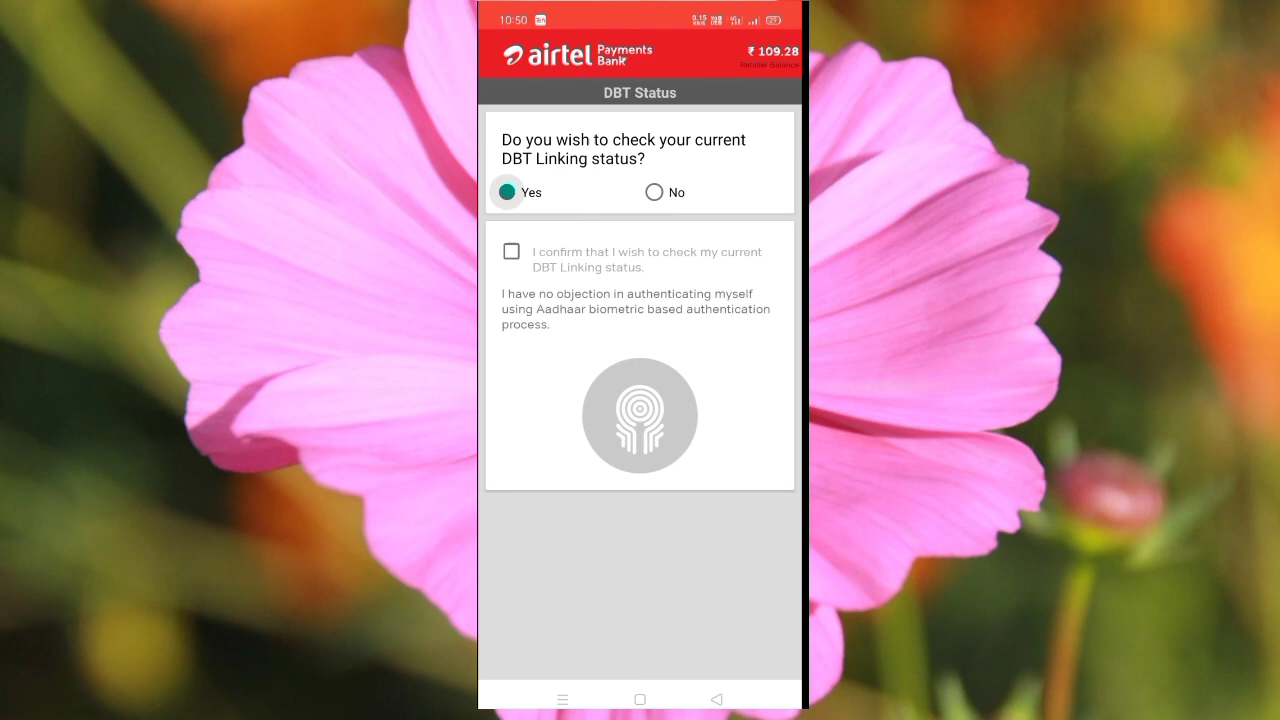 10:50
airtel Payments Bank
₹ 109.28
Retailer Balance
DBT Status
Do you wish to check your current
DBT Linking status?
Yes No
I confirm that I wish to check my current
DBT Linking status.
I have no objection in authenticating myself
using Aadhaar biometric based authentication
process.